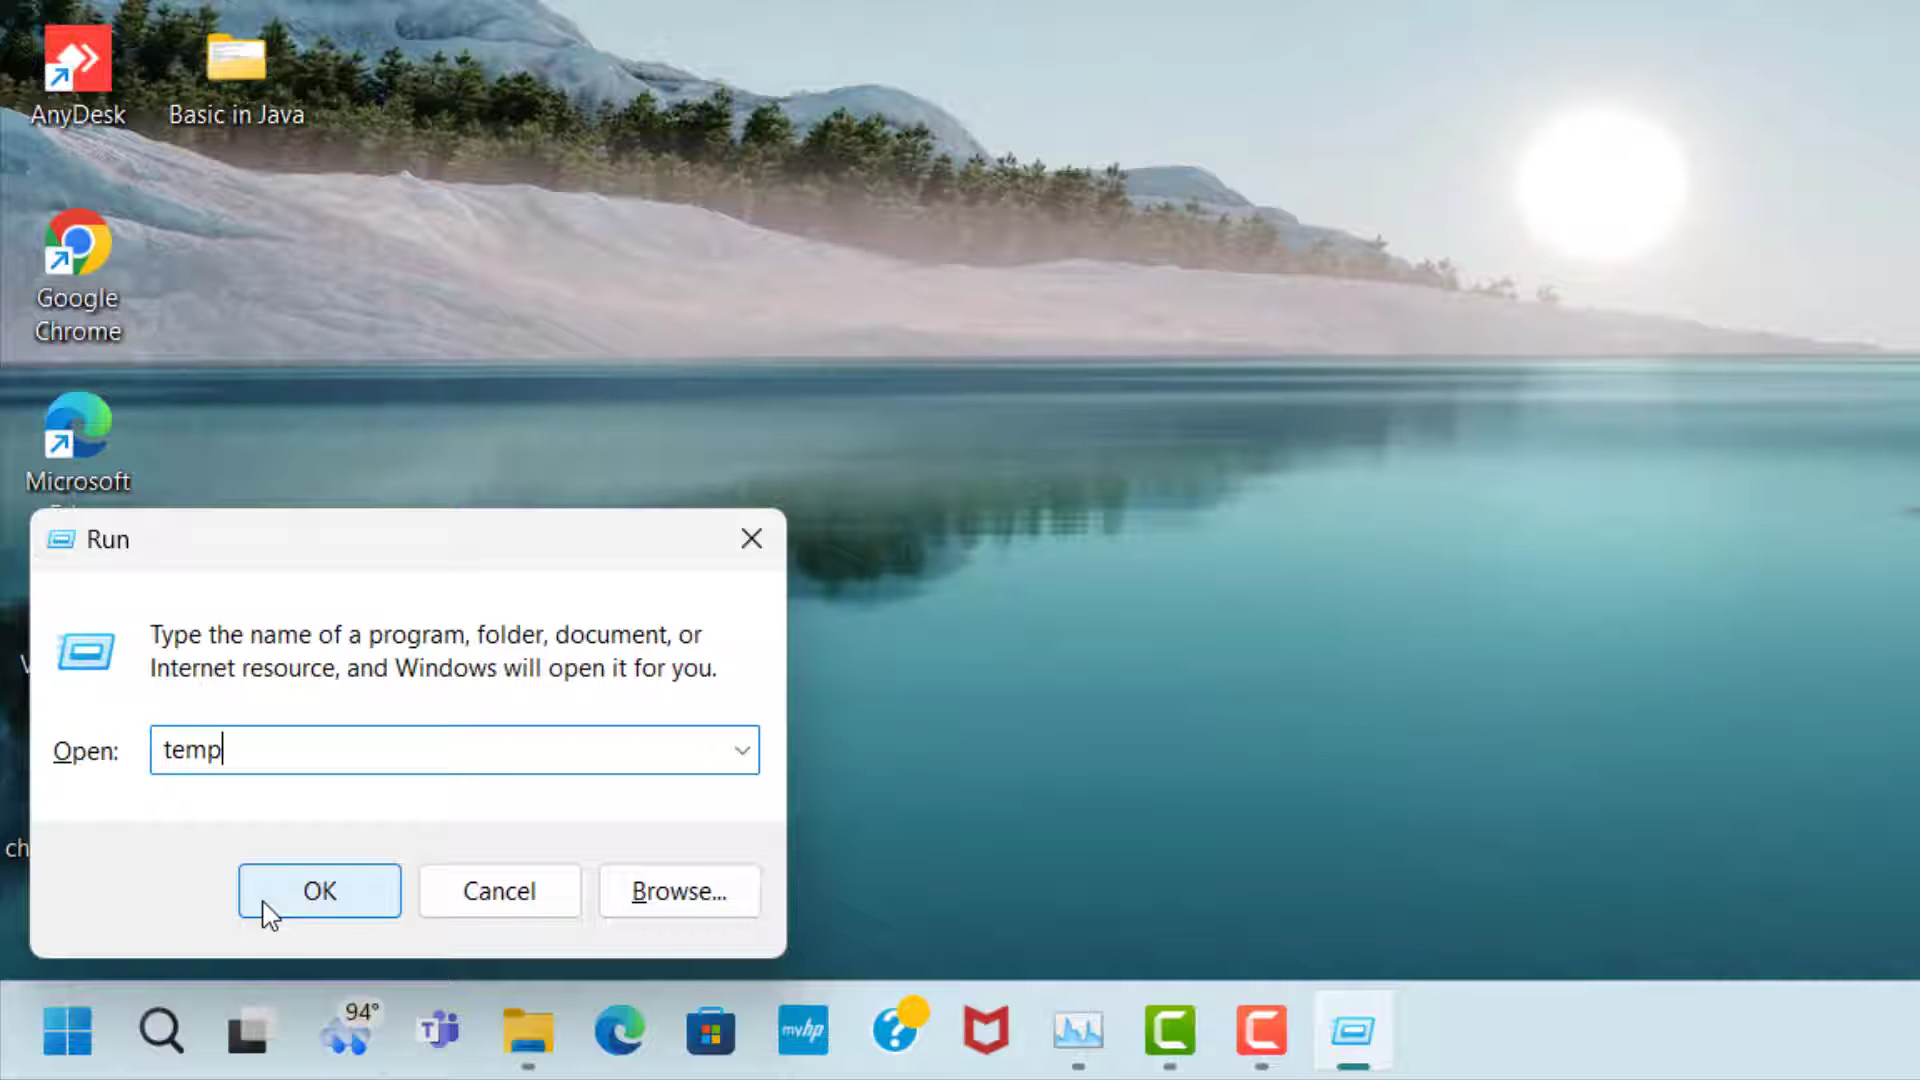 AnyDesk
Basic in Java
Google
Chrome
Microsoft
Run
Type the name of a program, folder, document, or
Internet resource, and Windows will open it for you.
Open:
temp
ch
OK
Cancel
Browse...
94°
T
myhp
?